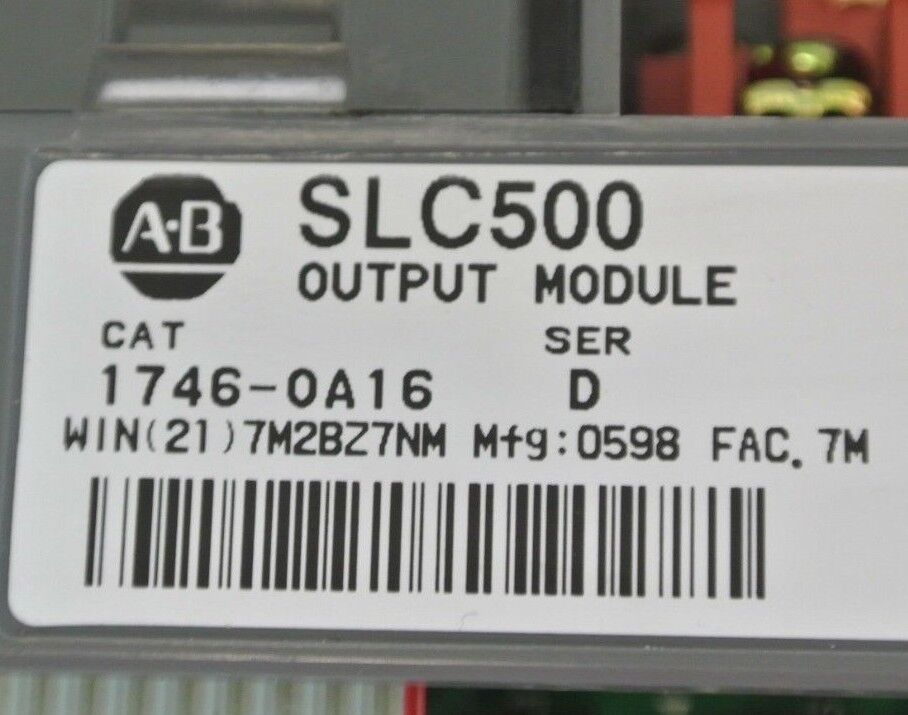 A·B
SLC500
OUTPUT MODULE
CAT SER
1746-OA16 D
WIN(21)7M2BZ7NM Mfg:0598 FAC. 7M